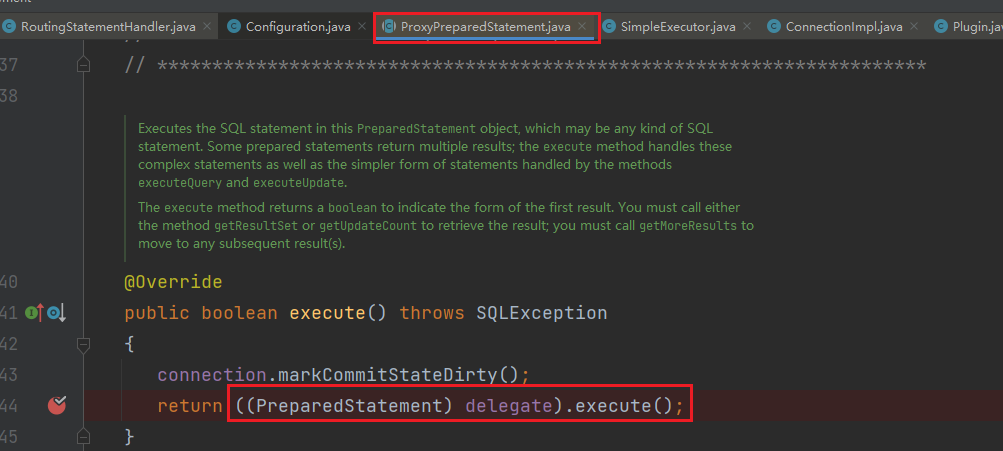 RoutingStatementHandler.java × Configuration.java × ProxyPreparedStatement.java × SimpleExecutor.java × ConnectionImpl.java × Plugin.jav
37 // **********************************************************************
38
Executes the SQL statement in this PreparedStatement object, which may be any kind of SQL
statement. Some prepared statements return multiple results; the execute method handles these
complex statements as well as the simpler form of statements handled by the methods
executeQuery and executeUpdate.
The execute method returns a boolean to indicate the form of the first result. You must call either
the method getResultSet or getUpdateCount to retrieve the result; you must call getMoreResults to
move to any subsequent result(s).
40 @Override
41 public boolean execute() throws SQLException
42 {
43 connection.markCommitStateDirty();
44 return ((PreparedStatement) delegate).execute();
45 }